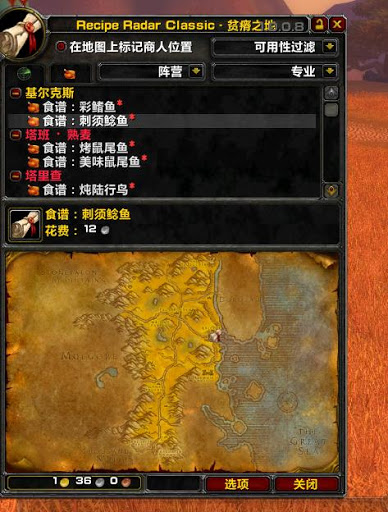 Recipe Radar Classic · 贫瘠之地
在地图上标记商人位置
可用性过滤
阵营
专业
基尔克斯
食谱：彩鳍鱼
食谱：刺须鲶鱼
塔班 · 熟麦
食谱：烤鼠尾鱼
食谱：美味鼠尾鱼
塔里查
食谱：炖陆行鸟
食谱：刺须鲶鱼
花费：12
MULGORE
THE GREAT SEA
1 36 0
选项
关闭